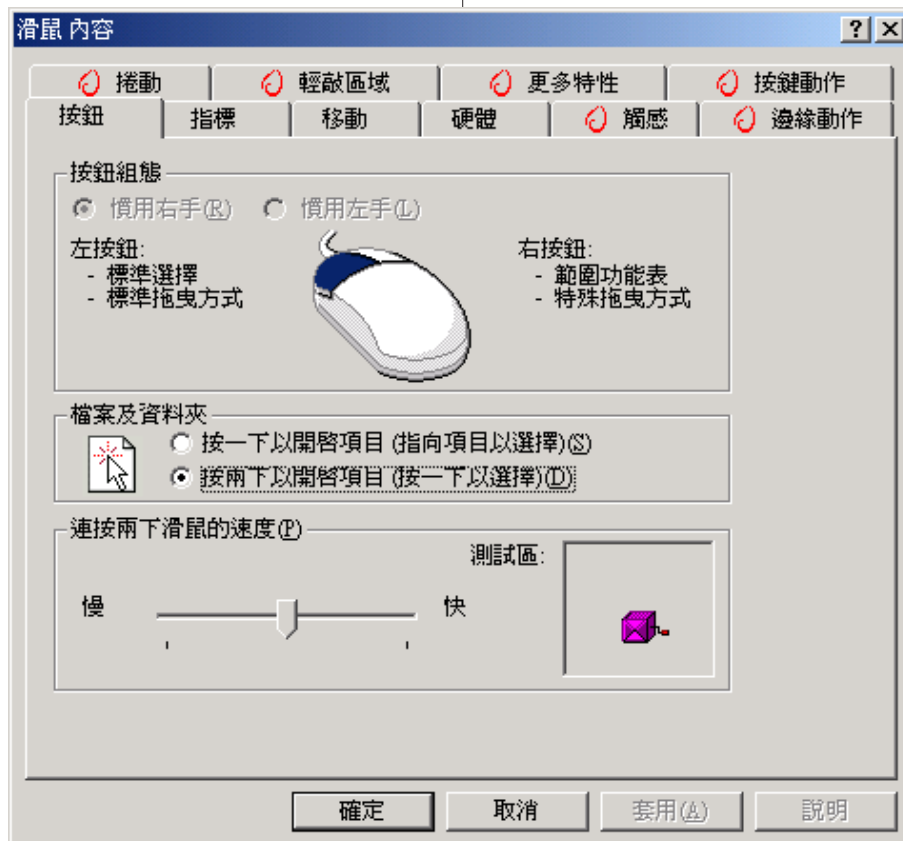 滑鼠 內容
捲動 輕敲區域 更多特性 按鍵動作
按鈕 指標 移動 硬體 觸感 邊緣動作
按鈕組態
慣用右手(R) 慣用左手(L)
左按鈕: 右按鈕:
- 標準選擇 - 範圍功能表
- 標準拖曳方式 - 特殊拖曳方式
檔案及資料夾
按一下以開啓項目 (指向項目以選擇)(S)
按兩下以開啓項目 (按一下以選擇)(D)
連按兩下滑鼠的速度(P)
測試區:
慢 快
確定 取消 套用(A) 說明